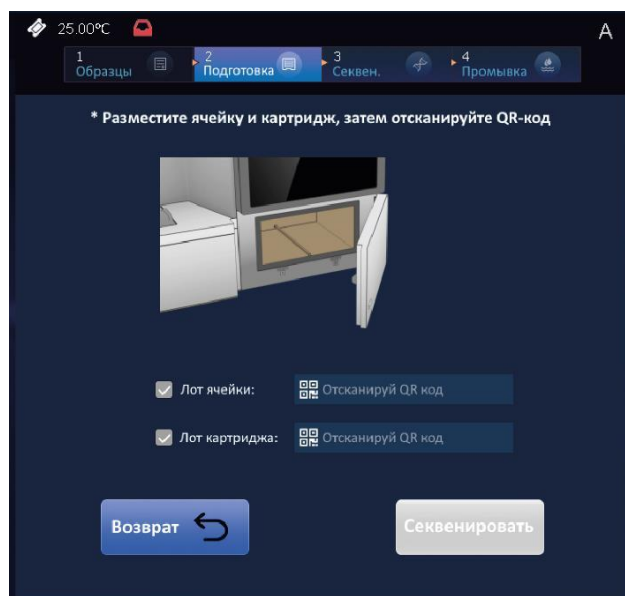 25.00°C
A
1
Образцы
2
Подготовка
3
Секвен.
4
Промывка
* Разместите ячейку и картридж, затем отсканируйте QR-код
Лот ячейки:
Отсканируй QR код
Лот картриджа:
Отсканируй QR код
Возврат
Секвенировать